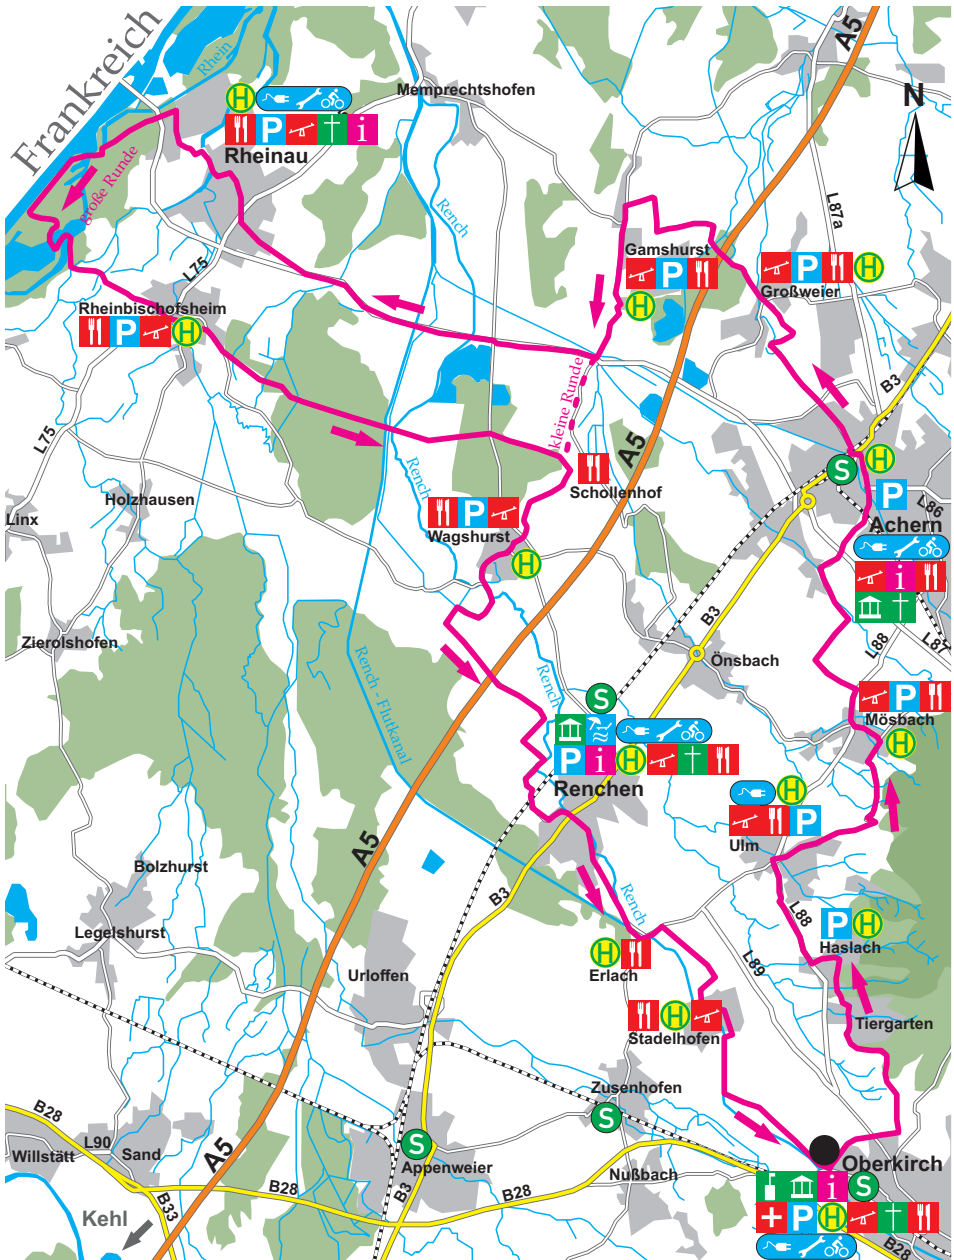 Frankreich
Rhein
A5
N
H
P i
Rheinau
Memprechtshofen
große Runde
Rench
L87a
Gamshurst
P
H
P H
Großweier
L75
Rheinbischofsheim
P H
B3
kleine Runde
A5
L75
Schollenhof
S H
P
L86
Achern
i
Holzhausen
Linx
Rench
P
Wagshurst
H
B3
L88
L87
Zierolshofen
Önsbach
Rench - Flutkanal
Rench
S
P i H
Renchen
P
Mösbach
H
H
P
Ulm
A5
Bolzhurst
B3
Rench
L88
P H
Haslach
Legelshurst
Urloffen
H
Erlach
L89
H
Stadelhofen
Tiergarten
Zusenhofen
S
B28
L90
Willstätt
Sand
A5
S
Appenweier
Nußbach
Oberkirch
i S
P H
B28
B28
B28
B3
B33
Kehl